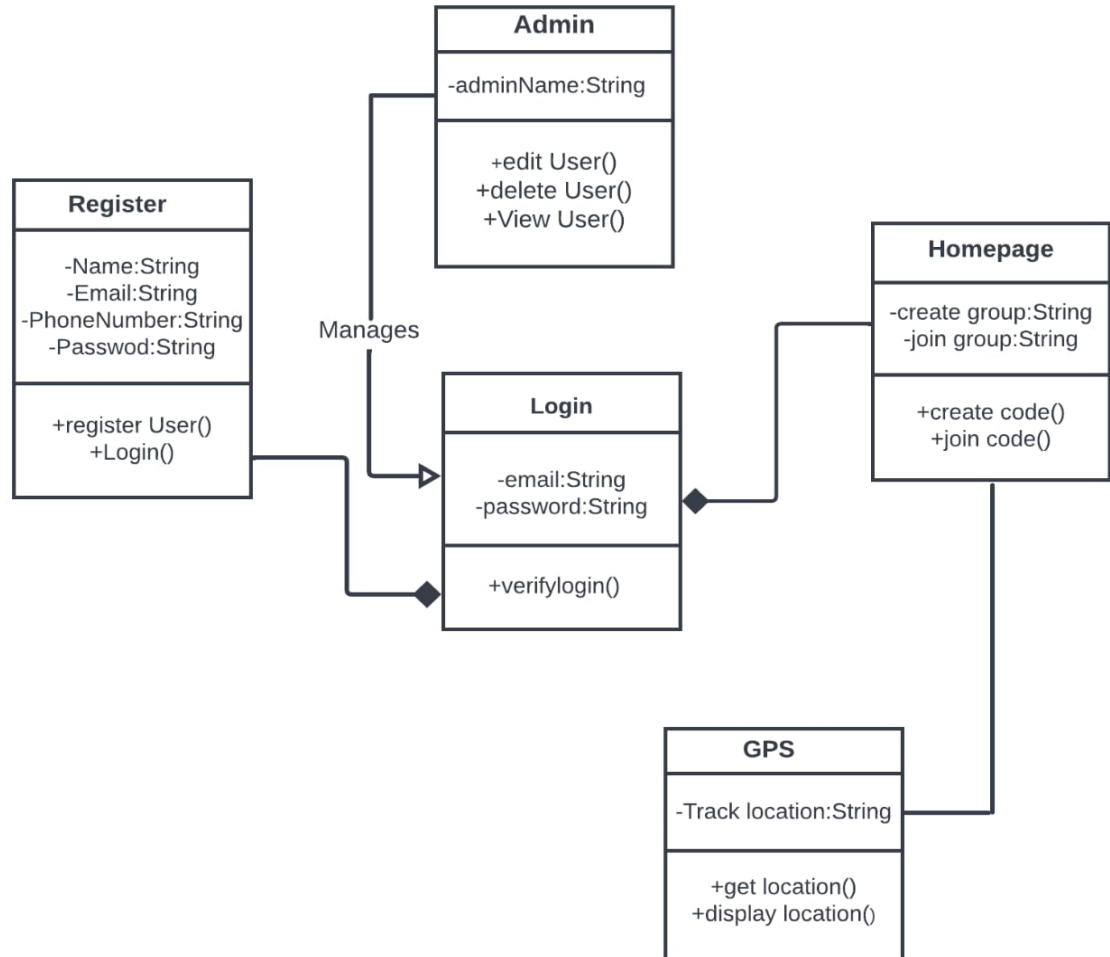 Admin
-adminName:String
+edit User()
+delete User()
+View User()
Register
-Name:String
-Email:String
-PhoneNumber:String
-Passwod:String
+register User()
+Login()
Manages
Homepage
-create group:String
-join group:String
+create code()
+join code()
Login
-email:String
-password:String
+verifylogin()
GPS
-Track location:String
+get location()
+display location()